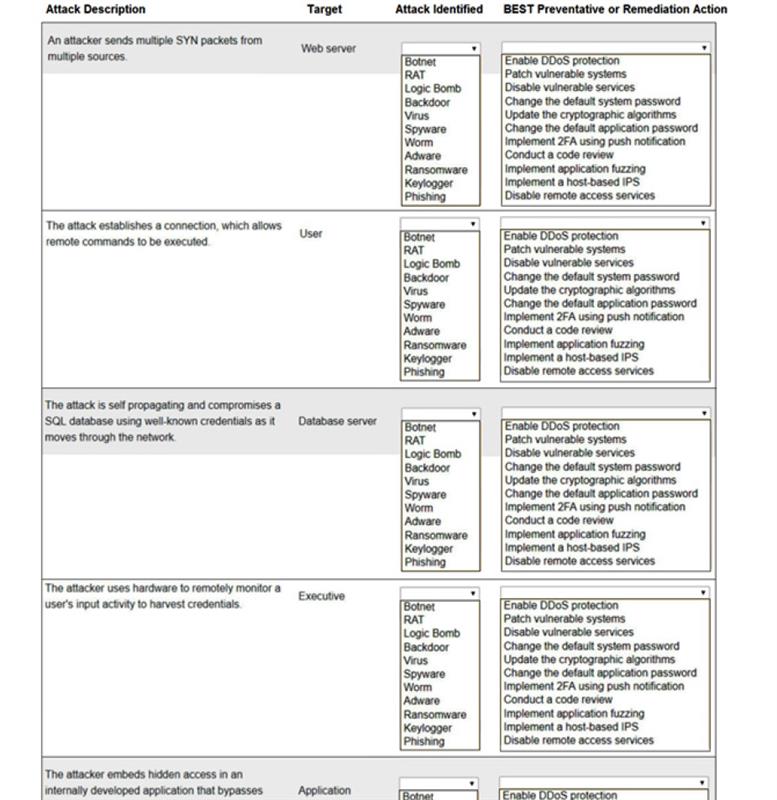 Attack Description Target Attack Identified BEST Preventative or Remediation Action
An attacker sends multiple SYN packets from
multiple sources.
Web server
Botnet
RAT
Logic Bomb
Backdoor
Virus
Spyware
Worm
Adware
Ransomware
Keylogger
Phishing
Enable DDoS protection
Patch vulnerable systems
Disable vulnerable services
Change the default system password
Update the cryptographic algorithms
Change the default application password
Implement 2FA using push notification
Conduct a code review
Implement application fuzzing
Implement a host-based IPS
Disable remote access services
The attack establishes a connection, which allows
remote commands to be executed.
User
Botnet
RAT
Logic Bomb
Backdoor
Virus
Spyware
Worm
Adware
Ransomware
Keylogger
Phishing
Enable DDoS protection
Patch vulnerable systems
Disable vulnerable services
Change the default system password
Update the cryptographic algorithms
Change the default application password
Implement 2FA using push notification
Conduct a code review
Implement application fuzzing
Implement a host-based IPS
Disable remote access services
The attack is self propagating and compromises a
SQL database using well-known credentials as it
moves through the network.
Database server
Botnet
RAT
Logic Bomb
Backdoor
Virus
Spyware
Worm
Adware
Ransomware
Keylogger
Phishing
Enable DDoS protection
Patch vulnerable systems
Disable vulnerable services
Change the default system password
Update the cryptographic algorithms
Change the default application password
Implement 2FA using push notification
Conduct a code review
Implement application fuzzing
Implement a host-based IPS
Disable remote access services
The attacker uses hardware to remotely monitor a
user's input activity to harvest credentials.
Executive
Botnet
RAT
Logic Bomb
Backdoor
Virus
Spyware
Worm
Adware
Ransomware
Keylogger
Phishing
Enable DDoS protection
Patch vulnerable systems
Disable vulnerable services
Change the default system password
Update the cryptographic algorithms
Change the default application password
Implement 2FA using push notification
Conduct a code review
Implement application fuzzing
Implement a host-based IPS
Disable remote access services
The attacker embeds hidden access in an
internally developed application that bypasses
Application
Botnet
Enable DDoS protection